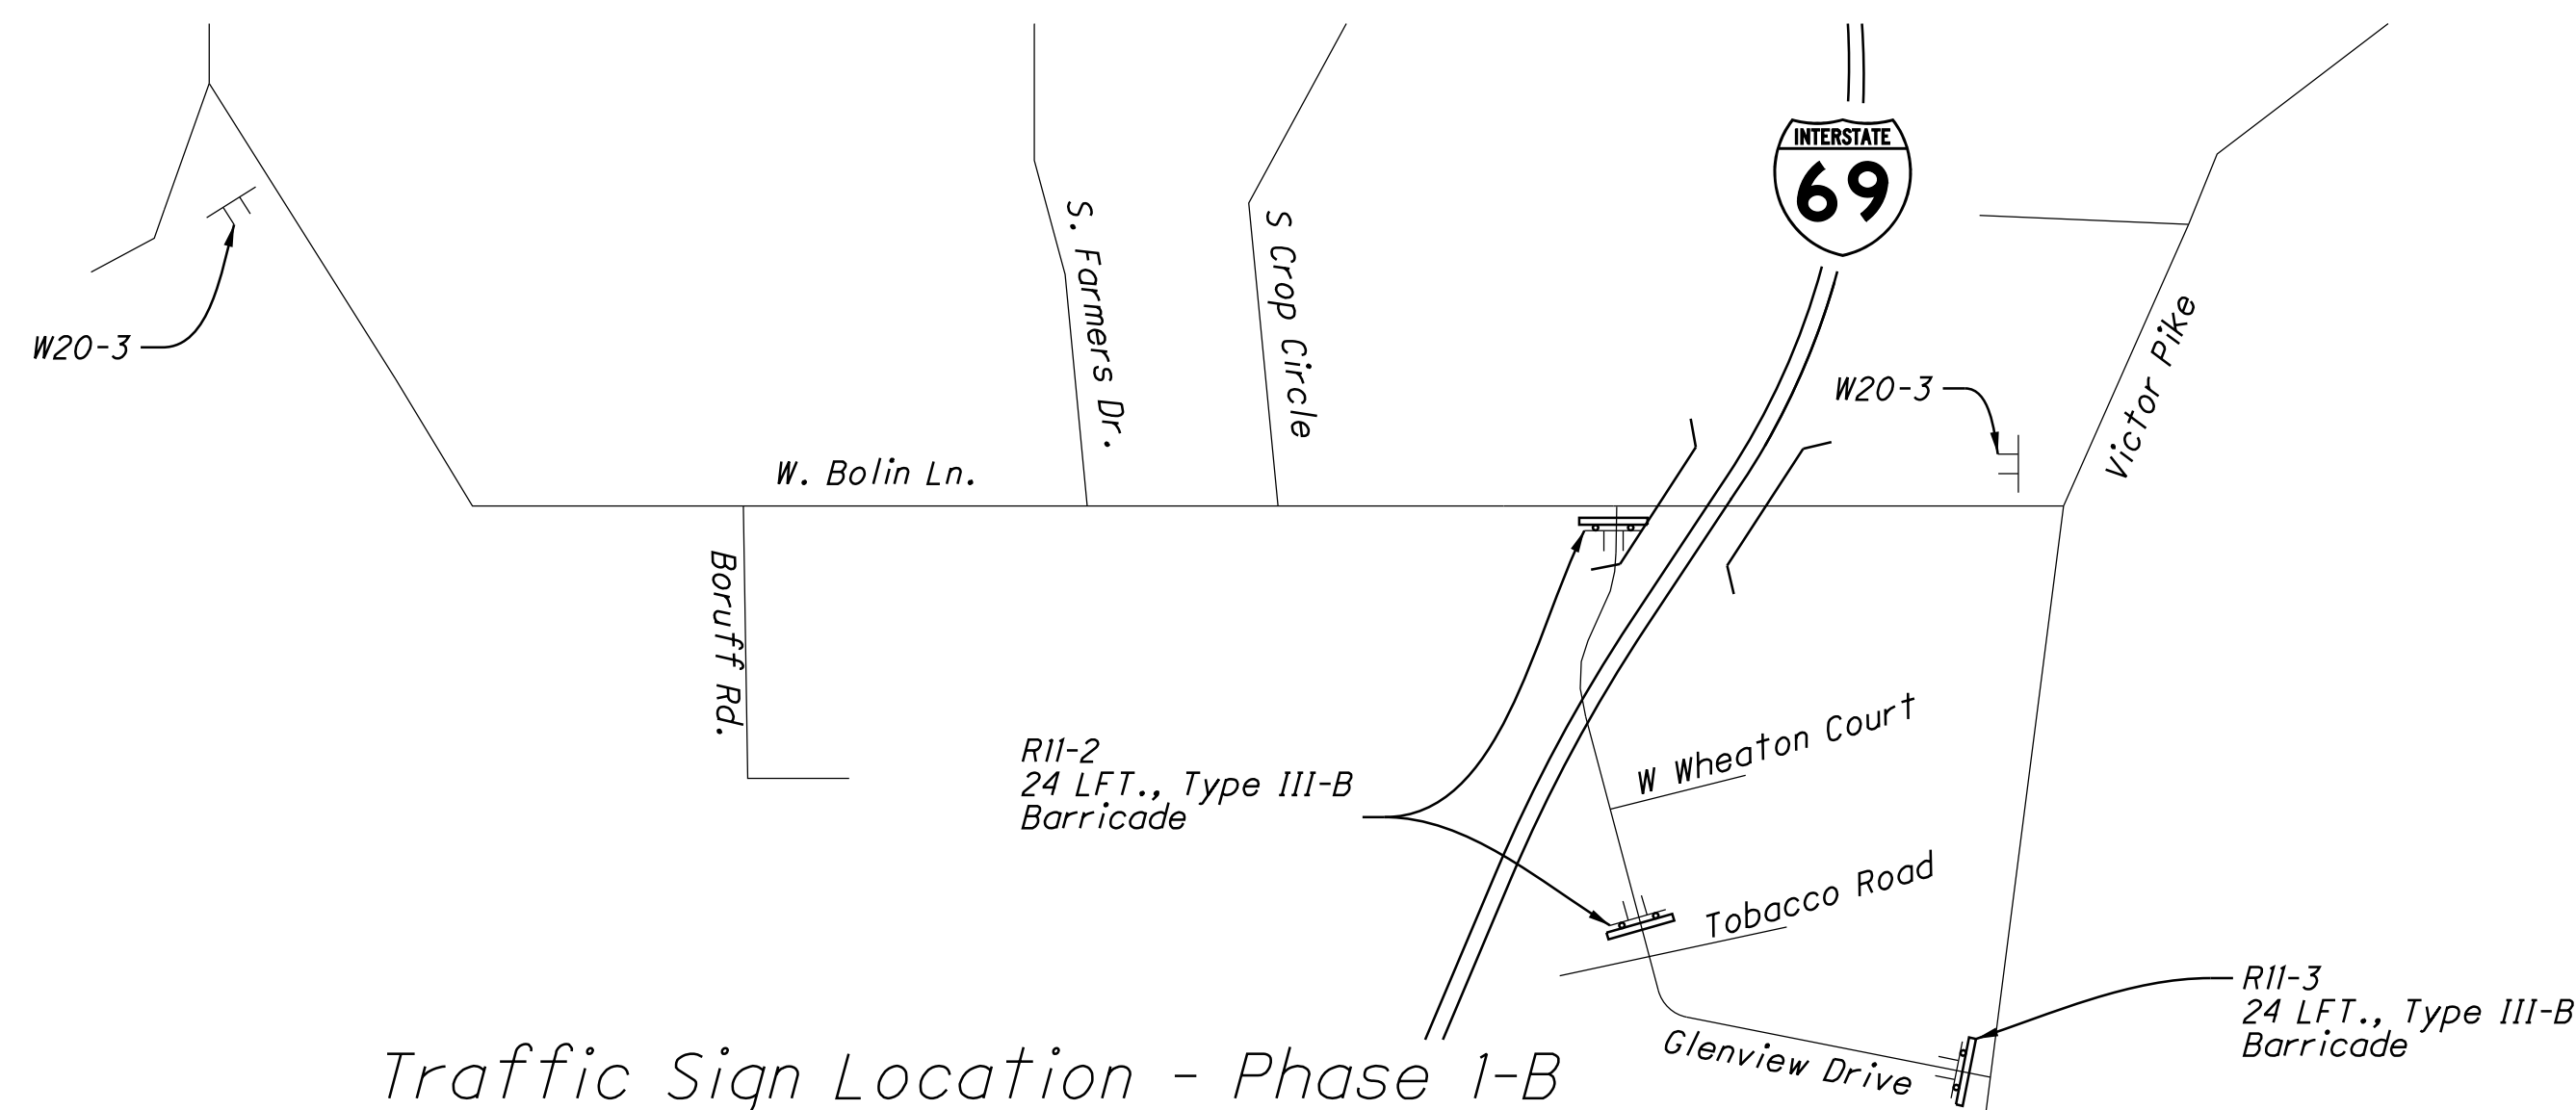 INTERSTATE
69
S. Farmers Dr.
S Crop Circle
Victor Pike
W20-3
W20-3
W. Bolin Ln.
Boruff Rd.
R11-2
24 LFT., Type III-B
Barricade
W Wheaton Court
Tobacco Road
R11-3
24 LFT., Type III-B
Barricade
Glenview Drive
Traffic Sign Location - Phase 1-B